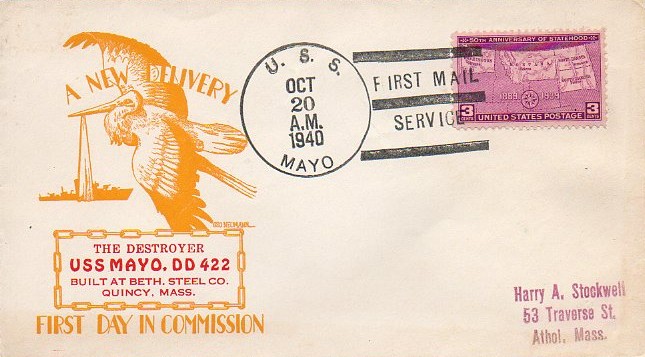 A NEW DELIVERY
THE DESTROYER
USS MAYO, DD 422
BUILT AT BETH. STEEL CO.
QUINCY, MASS.
FIRST DAY IN COMMISSION
U. S. S.
OCT
20
A.M.
1940
MAYO
FIRST MAIL
SERVICE
50TH ANNIVERSARY OF STATEHOOD
1889 1939
3 CENTS
UNITED STATES POSTAGE
3 CENTS
Harry A. Stockwell
53 Traverse St.
Athol, Mass.